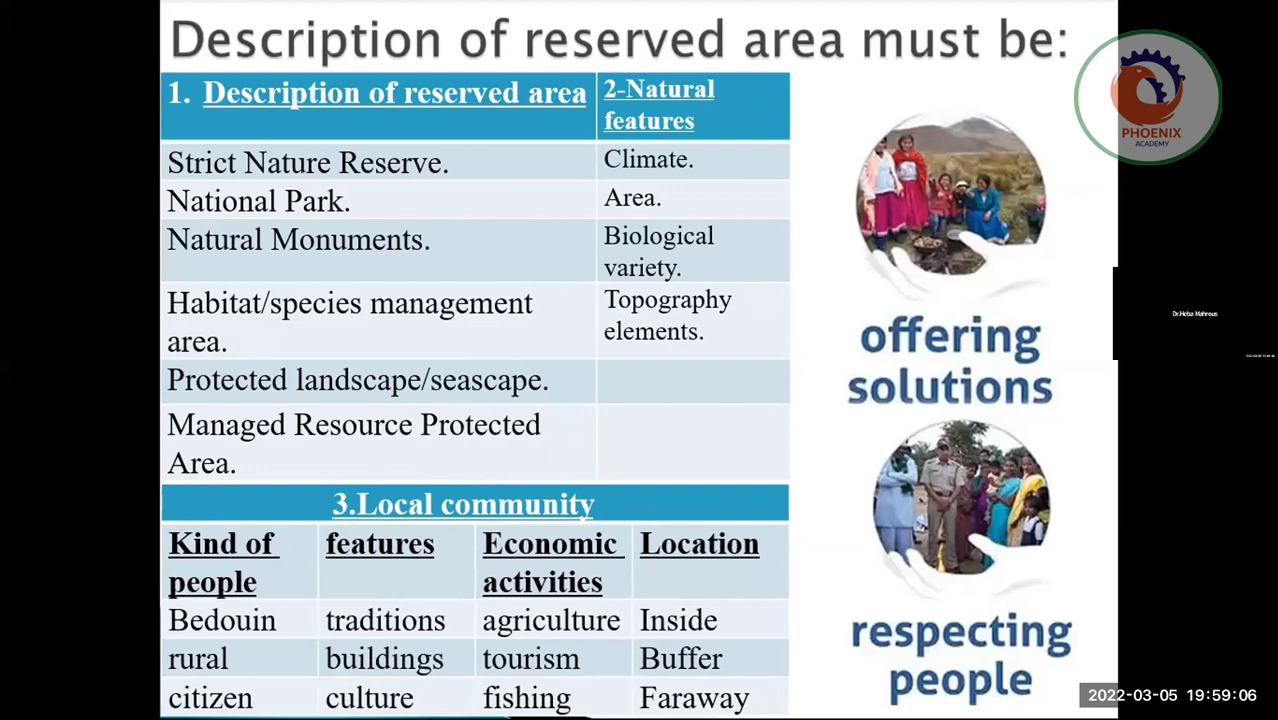 Description of reserved area must be:
1. Description of reserved area
2-Natural
features
Strict Nature Reserve.
Climate.
National Park.
Area.
Natural Monuments.
Biological
variety.
Habitat/species management
area.
Topography
elements.
Protected landscape/seascape.
Managed Resource Protected
Area.
3.Local community
Kind of
people
features
Economic
activities
Location
Bedouin
traditions
agriculture
Inside
rural
buildings
tourism
Buffer
citizen
culture
fishing
Faraway
offering
solutions
respecting
people
PHOENIX
ACADEMY
Dr.Heba Mahrous
2022-03-05 19:59:06